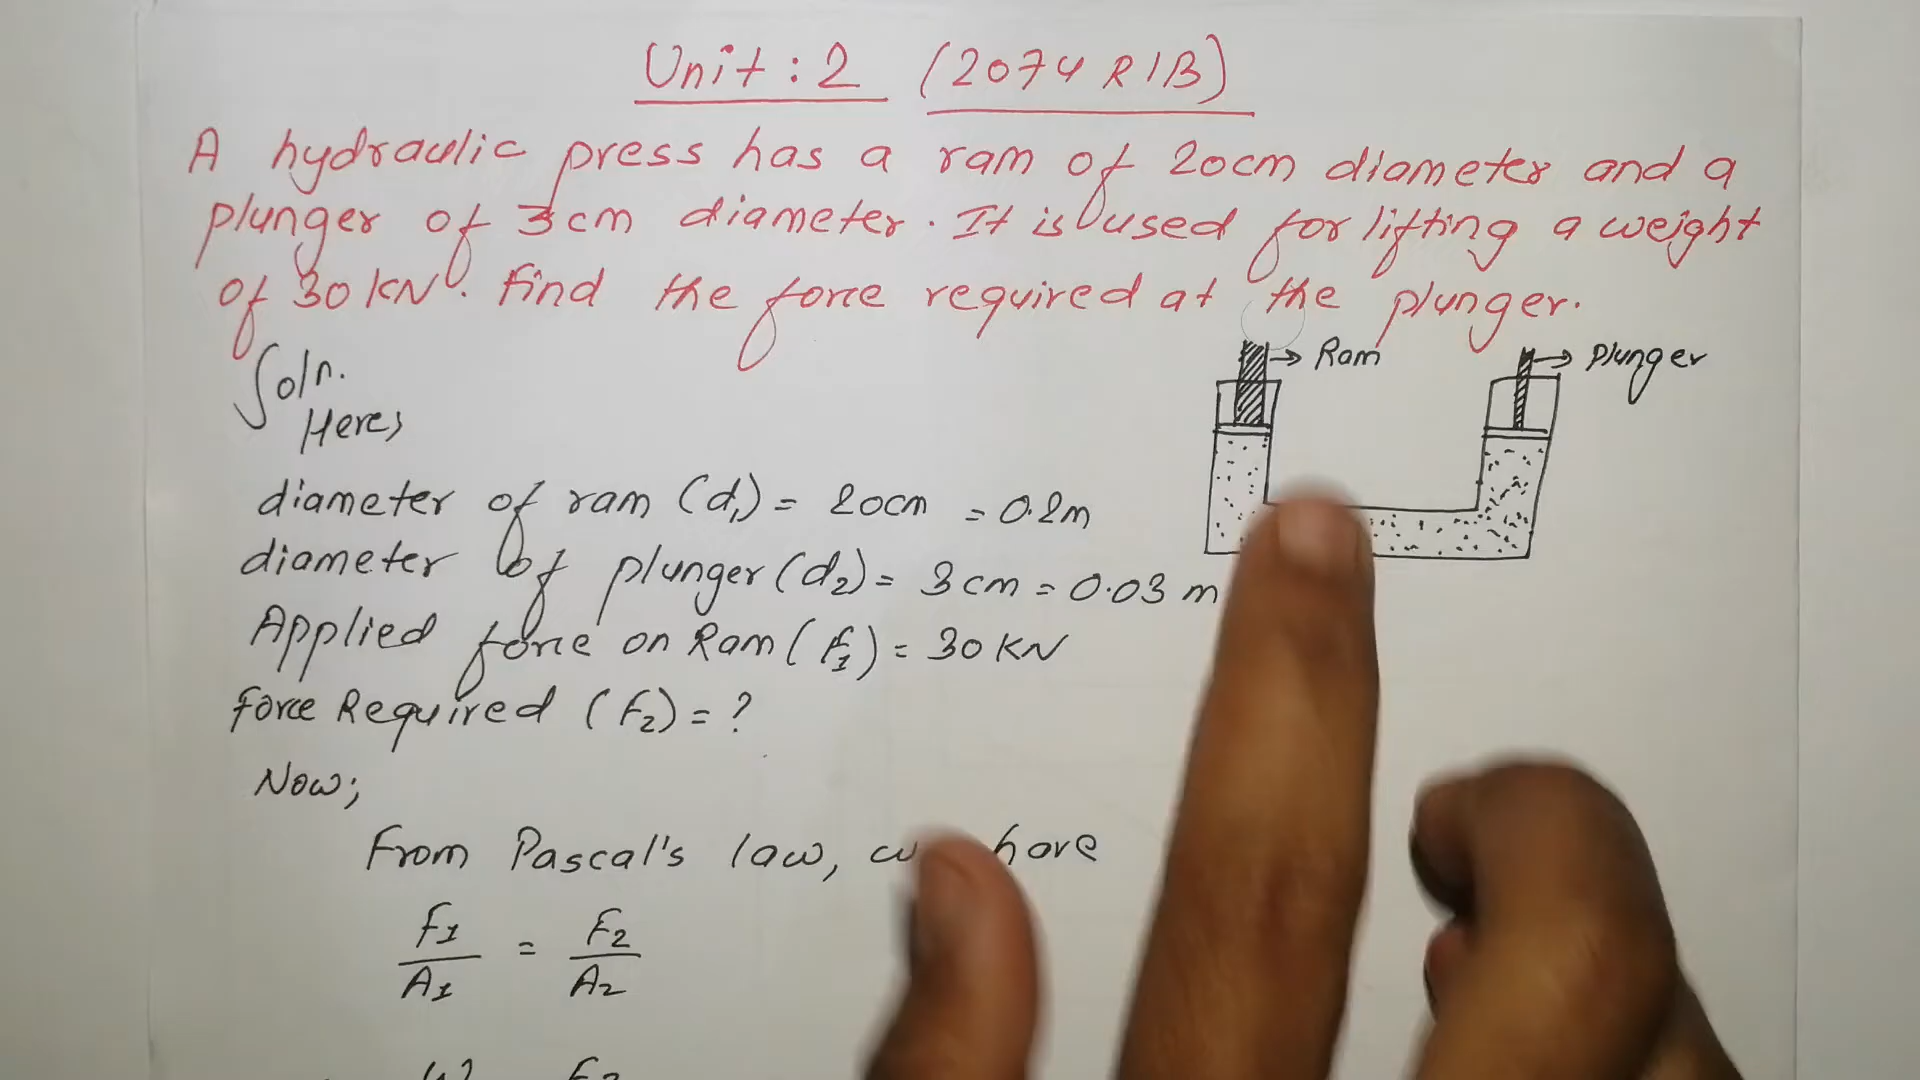 Unit : 2 (2074 R/B)
A hydraulic press has a ram of 20cm diameter and a
plunger of 3cm diameter. It is used for lifting a weight
of 30 KN. Find the force required at the plunger.
Soln.
Here,
Ram
Plunger
diameter of ram (d1) = 20cm = 0.2m
diameter of plunger (d2) = 3cm = 0.03 m
Applied force on Ram (F1) = 30 KN
Force Required (F2) = ?
Now;
From Pascal's law, have
F1 = F2
A1 A2